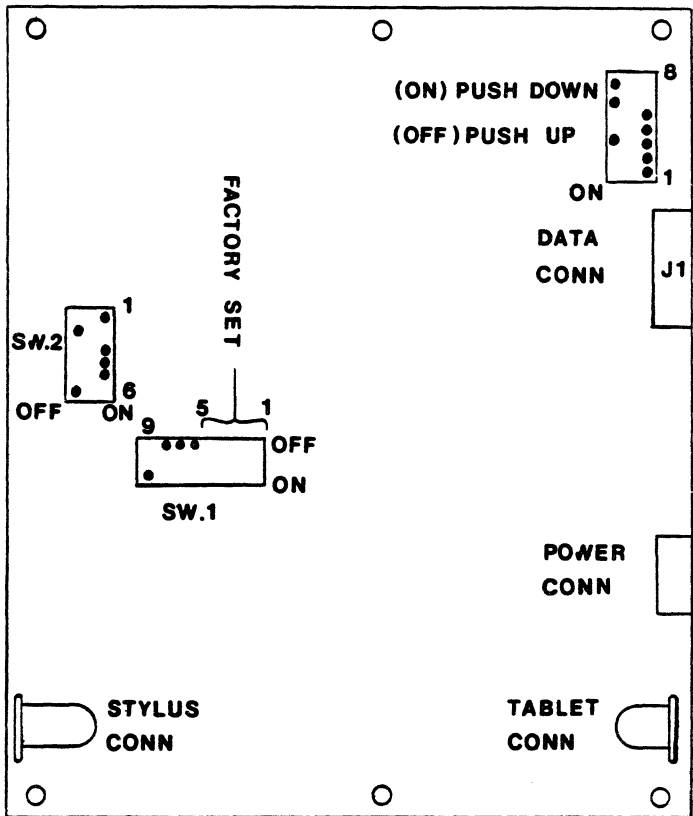 8
(ON) PUSH DOWN
(OFF) PUSH UP
1
ON
DATA
CONN
J1
FACTORY SET
1
SW.2
6
OFF ON
9 5 1
OFF
ON
SW.1
POWER
CONN
STYLUS
CONN
TABLET
CONN